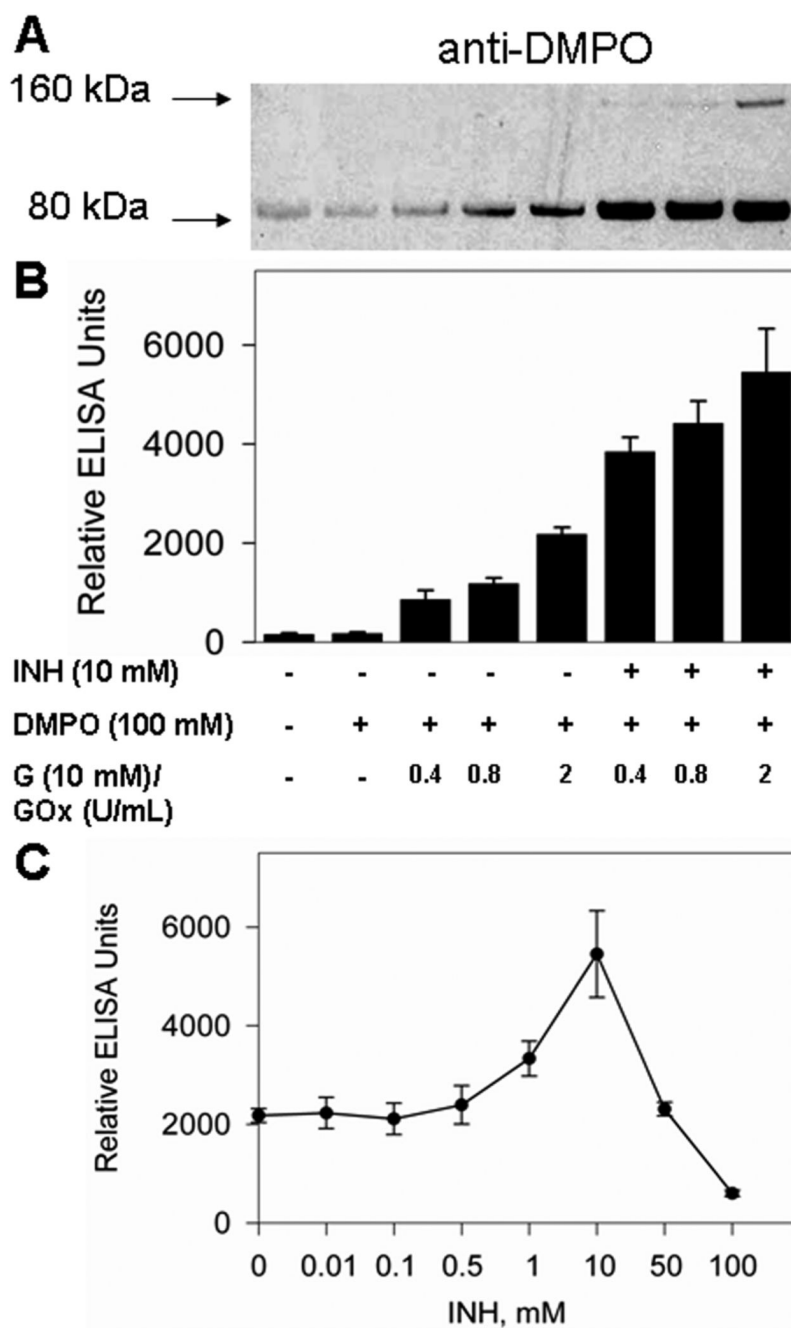 A
anti-DMPO
160 kDa
80 kDa
B
Relative ELISA Units
6000
4000
2000
0
INH (10 mM) - - - - - + + +
DMPO (100 mM) - + + + + + + +
G (10 mM)/ - - 0.4 0.8 2 0.4 0.8 2
GOx (U/mL)
C
Relative ELISA Units
6000
4000
2000
0
0 0.01 0.1 0.5 1 10 50 100
INH, mM